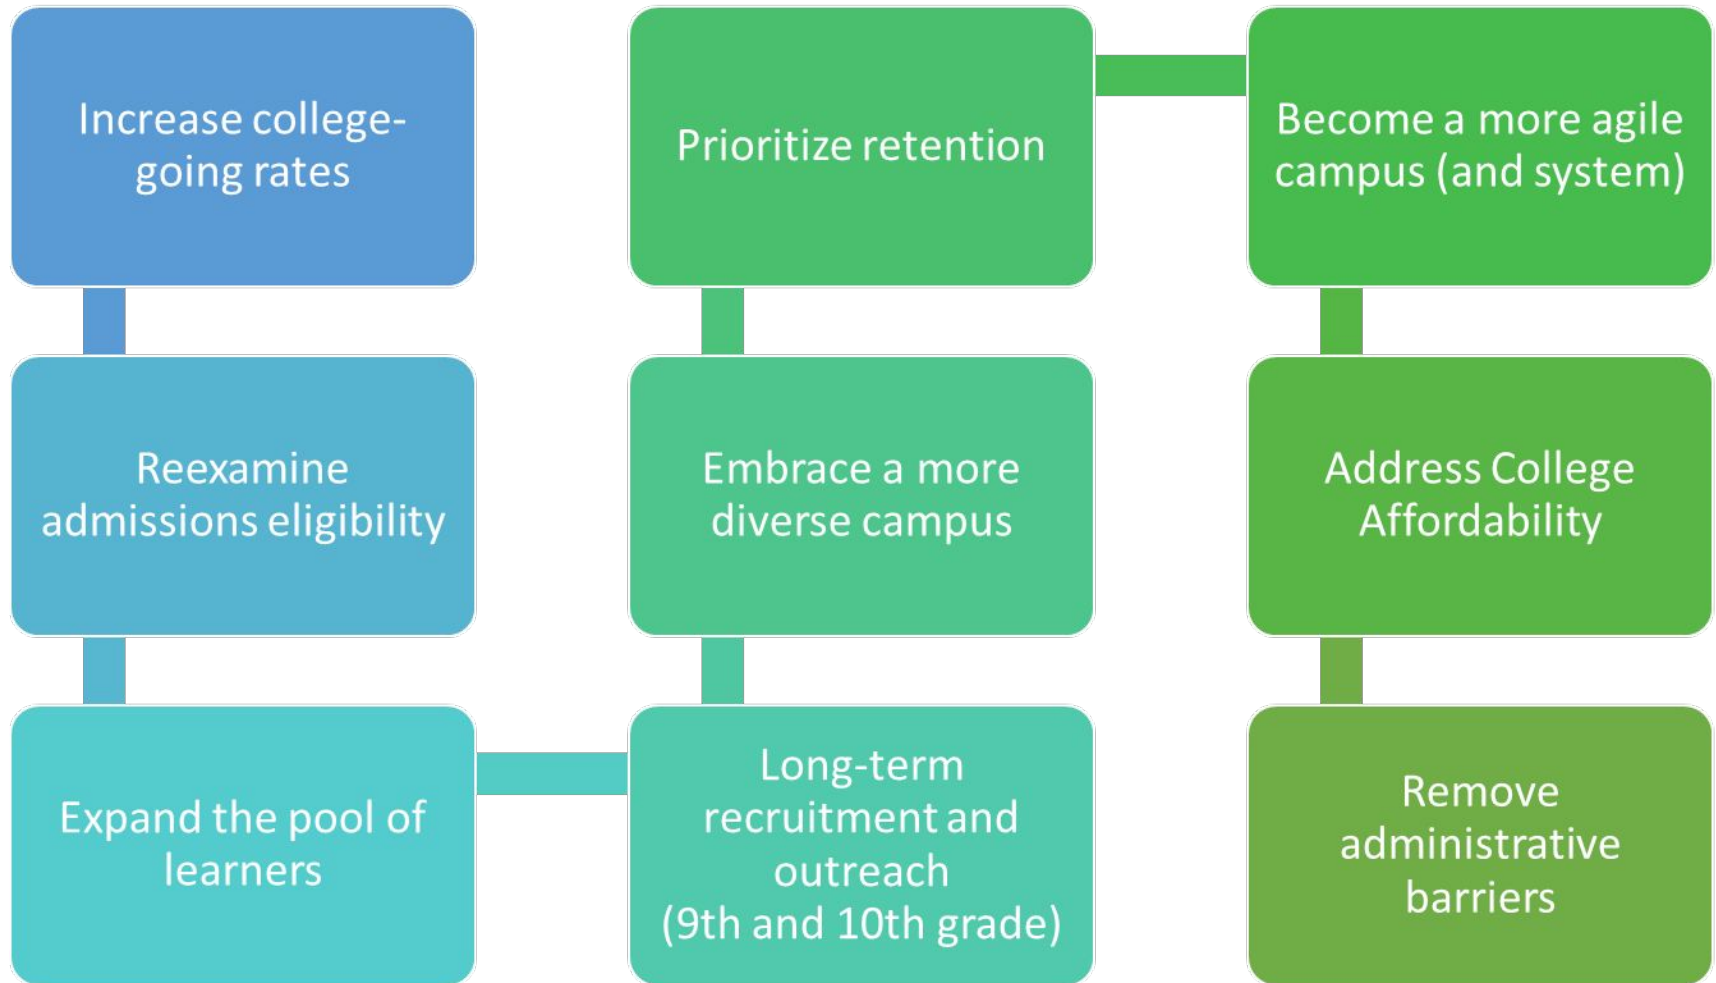 Increase college-
going rates
Reexamine
admissions eligibility
Expand the pool of
learners
Long-term
recruitment and
outreach
(9th and 10th grade)
Embrace a more
diverse campus
Prioritize retention
Become a more agile
campus (and system)
Address College
Affordability
Remove
administrative
barriers